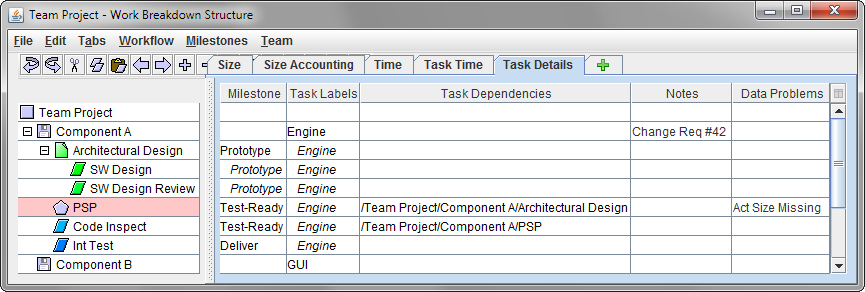 Team Project - Work Breakdown Structure
File Edit Tabs Workflow Milestones Team
Size Size Accounting Time Task Time Task Details
Milestone Task Labels Task Dependencies Notes Data Problems
Team Project
Component A Engine Change Req #42
Architectural Design Prototype Engine
SW Design Prototype Engine
SW Design Review Prototype Engine
PSP Test-Ready Engine /Team Project/Component A/Architectural Design Act Size Missing
Code Inspect Test-Ready Engine /Team Project/Component A/PSP
Int Test Deliver Engine
Component B GUI